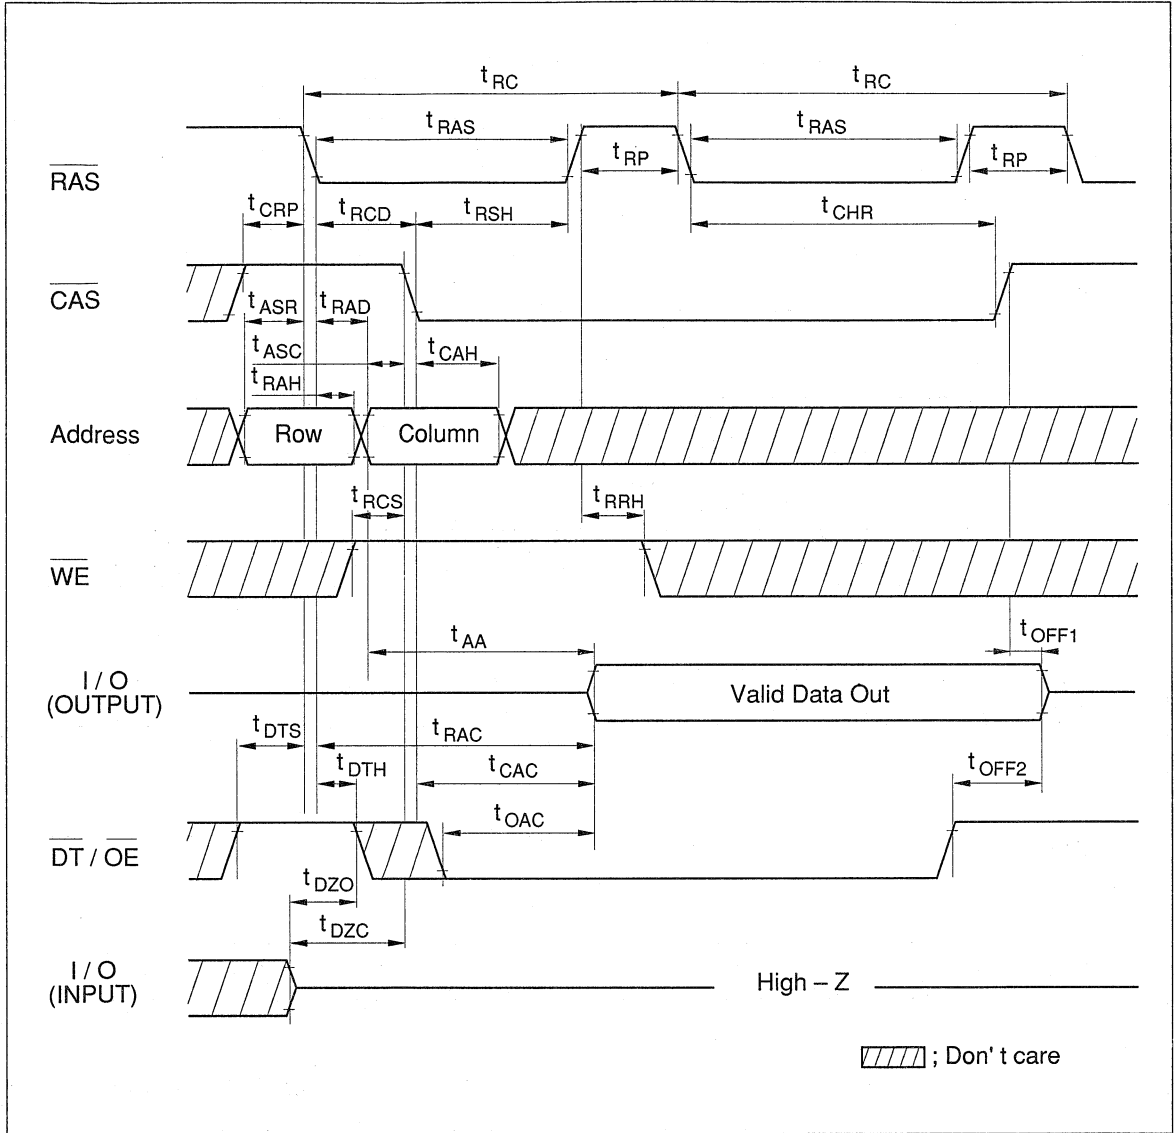 tRC tRC
tRAS tRAS
tRP tRP
RAS
tCRP tRCD tRSH tCHR
CAS
tASR tRAD
tASC tCAH
tRAH
Address Row Column
tRCS tRRH
WE
tAA tOFF1
I / O
(OUTPUT) Valid Data Out
tDTS tRAC
tDTH tCAC tOFF2
tOAC
DT / OE
tDZO
tDZC
I / O
(INPUT) High – Z
; Don't care